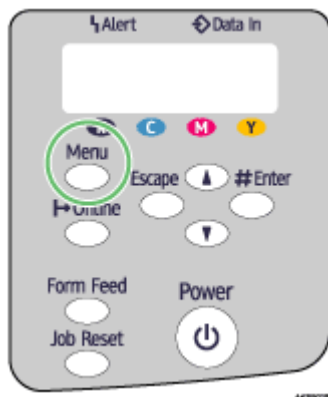 Alert Data In
C M Y
Menu
Escape #Enter
Online
Form Feed
Power
Job Reset